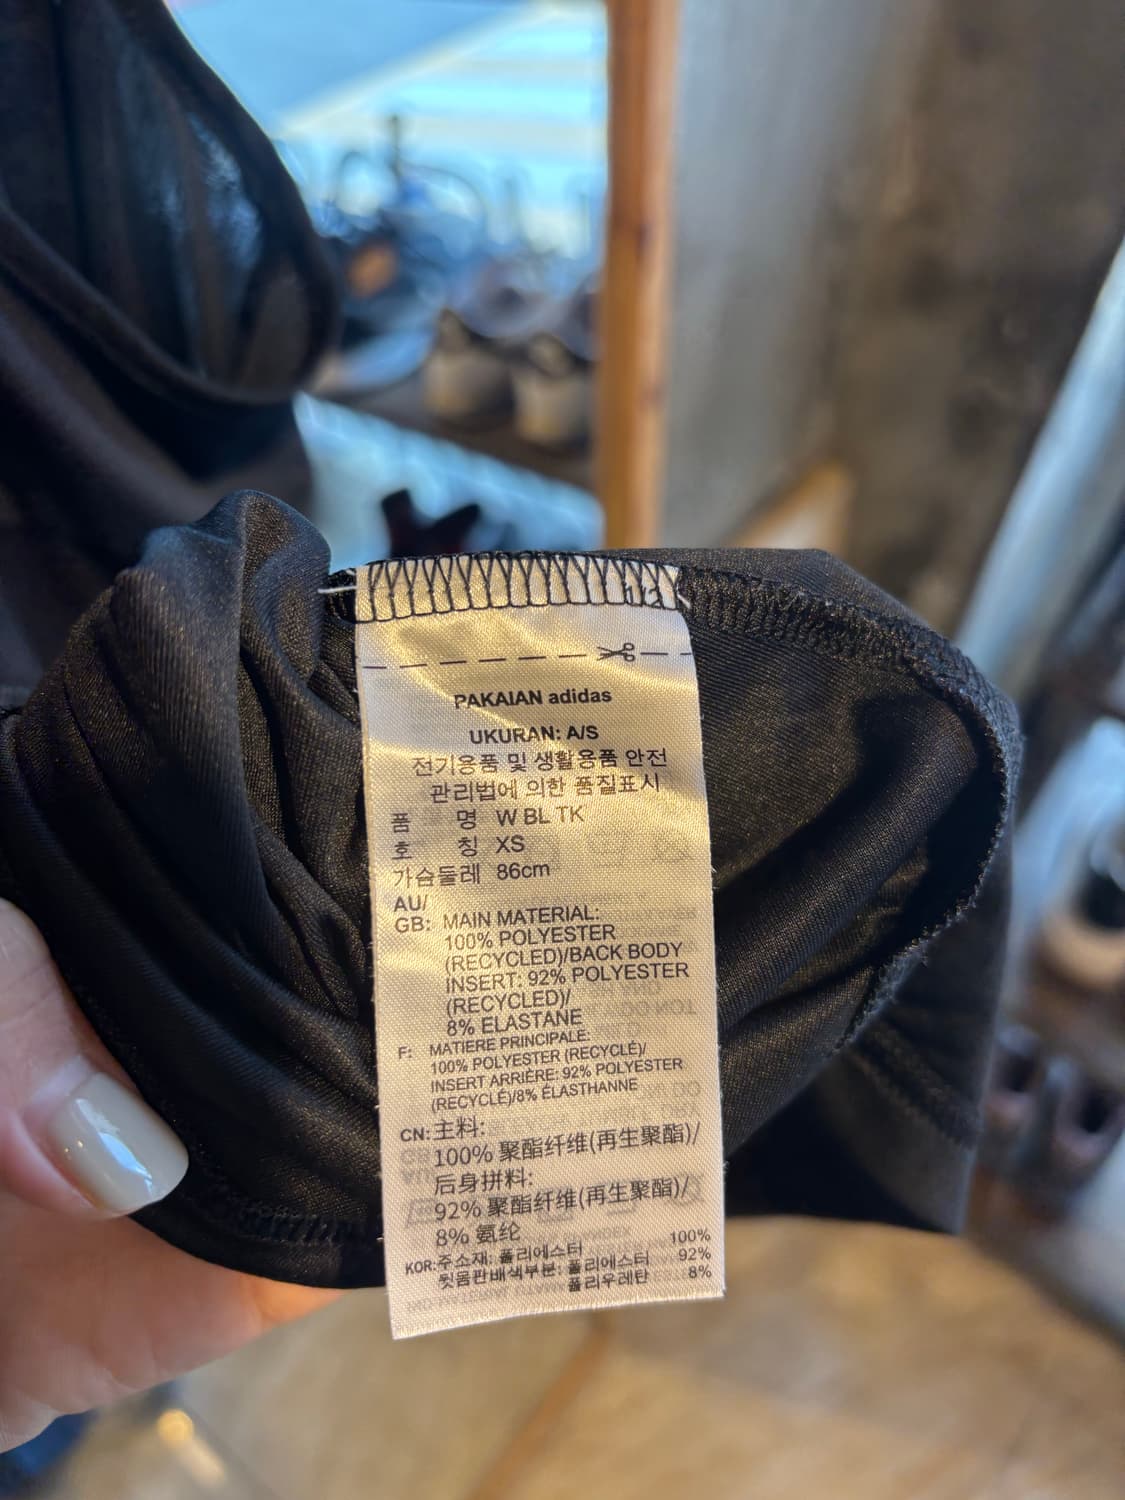 PAKAIAN adidas
UKURAN: A/S
전기용품 및 생활용품 안전
관리법에 의한 품질표시
품 명 W BL TK
호 칭 XS
가슴둘레 86cm
AU/
GB: MAIN MATERIAL:
100% POLYESTER
(RECYCLED)/BACK BODY
INSERT: 92% POLYESTER
(RECYCLED)/
8% ELASTANE
F: MATIERE PRINCIPALE:
100% POLYESTER (RECYCLÉ)/
INSERT ARRIÈRE: 92% POLYESTER
(RECYCLÉ)/8% ÉLASTHANNE
CN:主料:
100% 聚酯纤维(再生聚酯)/
后身拼料:
92% 聚酯纤维(再生聚酯)/
8% 氨纶
KOR:주소재: 폴리에스터 100%
뒷몸판배색부분: 폴리에스터 92%
폴리우레탄 8%